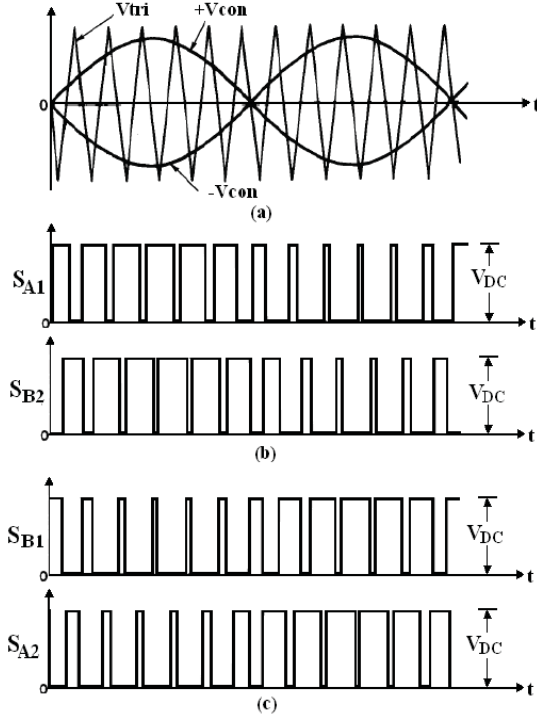 Vtri
+Vcon
0
t
-Vcon
(a)
SA1
VDC
0
t
SB2
VDC
0
t
(b)
SB1
VDC
0
t
SA2
VDC
0
t
(c)